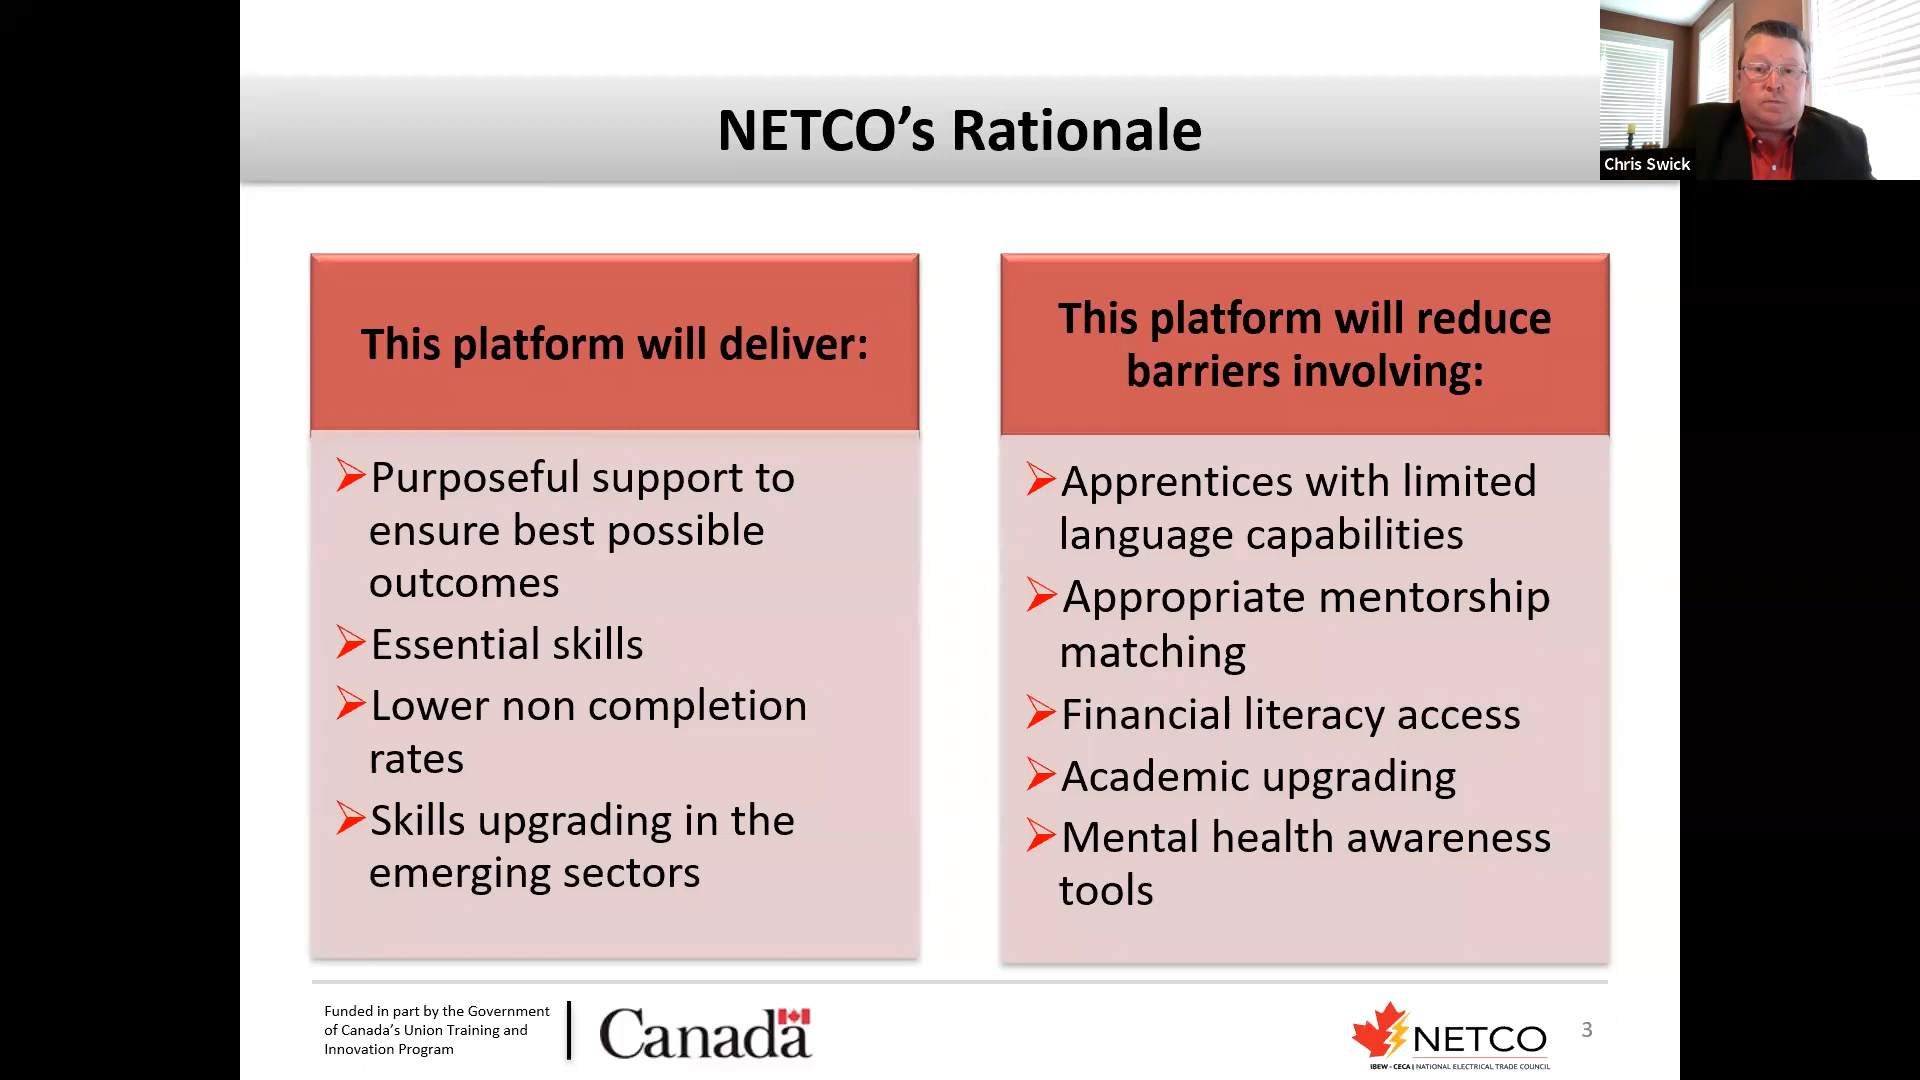 NETCO’s Rationale
Chris Swick
This platform will deliver:
Purposeful support to
ensure best possible
outcomes
Essential skills
Lower non completion
rates
Skills upgrading in the
emerging sectors
This platform will reduce
barriers involving:
Apprentices with limited
language capabilities
Appropriate mentorship
matching
Financial literacy access
Academic upgrading
Mental health awareness
tools
Funded in part by the Government
of Canada’s Union Training and
Innovation Program
Canada
NETCO
IBEW - CECA | NATIONAL ELECTRICAL TRADE COUNCIL
3